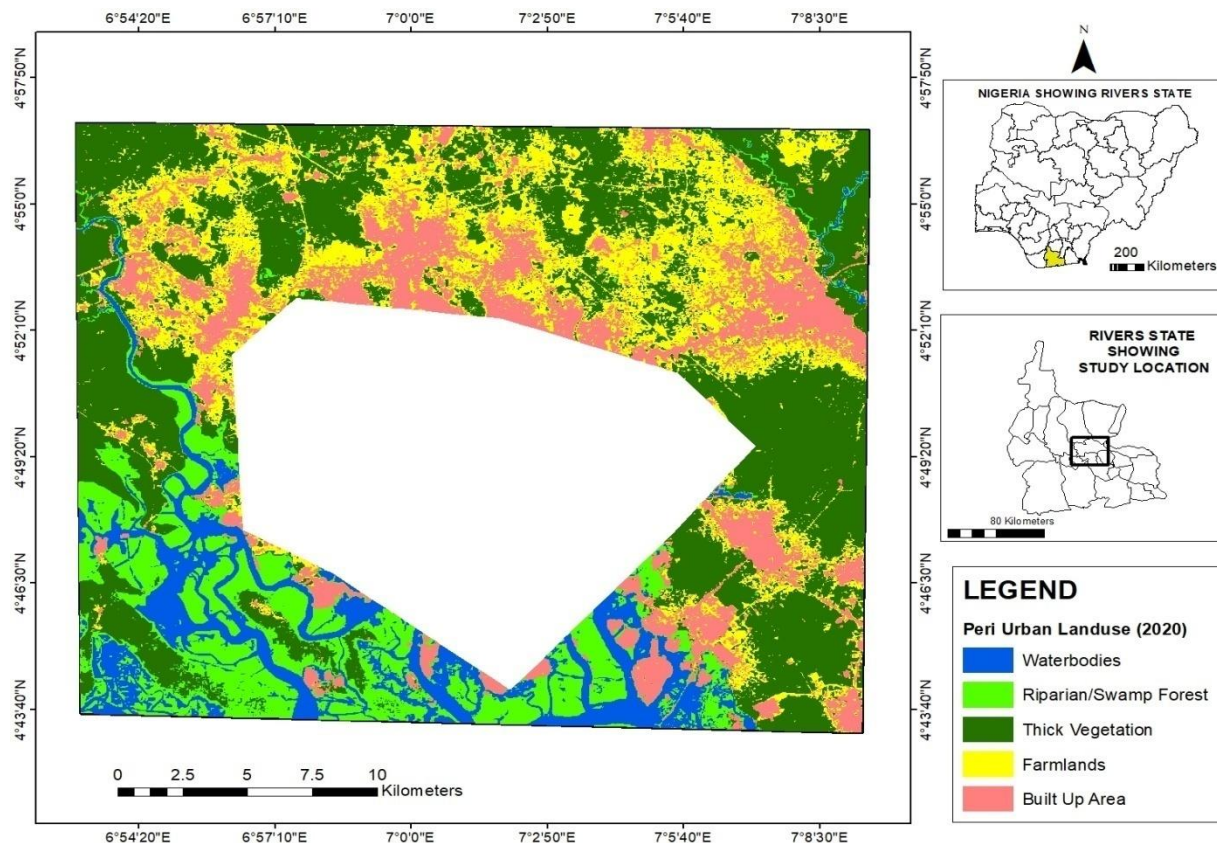 6°54'20"E 6°57'10"E 7°0'0"E 7°2'50"E 7°5'40"E 7°8'30"E
4°57'50"N
4°55'0"N
4°52'10"N
4°49'20"N
4°46'30"N
4°43'40"N
4°57'50"N
4°55'0"N
4°52'10"N
4°49'20"N
4°46'30"N
4°43'40"N
0 2.5 5 7.5 10
Kilometers
6°54'20"E 6°57'10"E 7°0'0"E 7°2'50"E 7°5'40"E 7°8'30"E
N
NIGERIA SHOWING RIVERS STATE
200
Kilometers
RIVERS STATE
SHOWING
STUDY LOCATION
80 Kilometers
LEGEND
Peri Urban Landuse (2020)
Waterbodies
Riparian/Swamp Forest
Thick Vegetation
Farmlands
Built Up Area